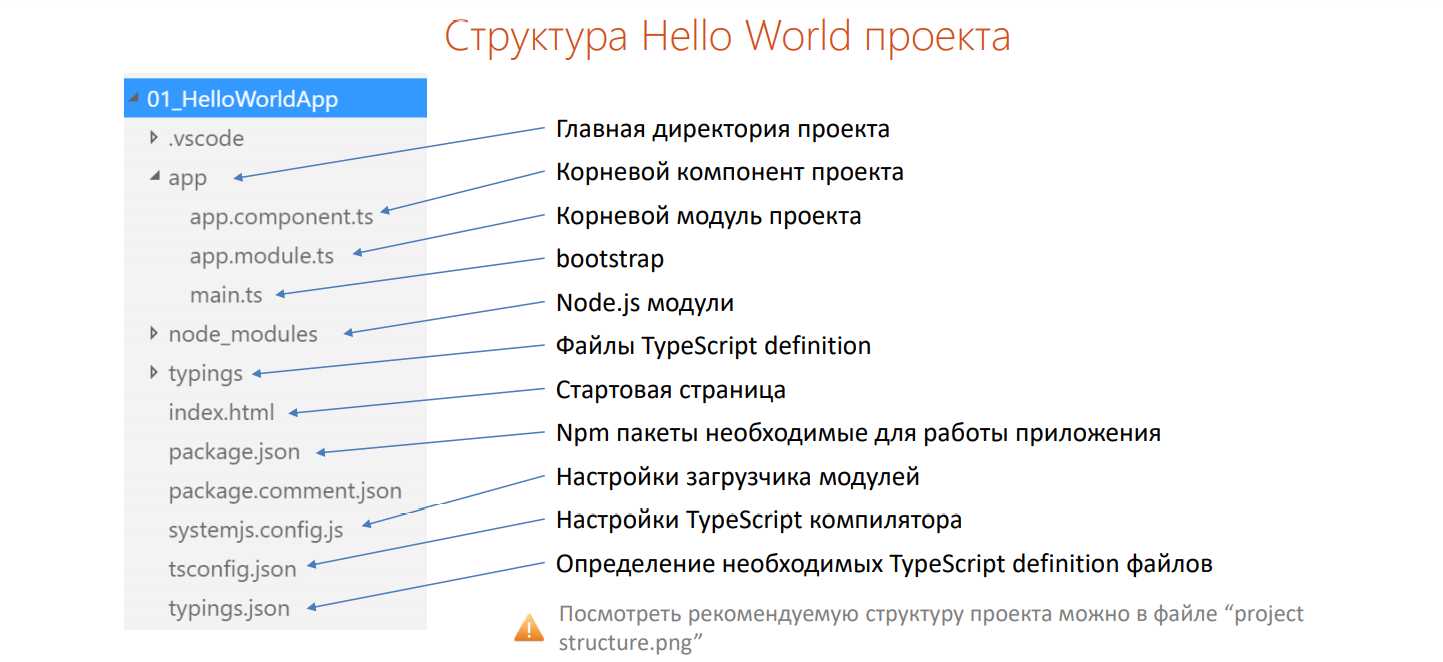 Структура Hello World проекта
01_HelloWorldApp
.vscode
app
app.component.ts
app.module.ts
main.ts
node_modules
typings
index.html
package.json
package.comment.json
systemjs.config.js
tsconfig.json
typings.json
Главная директория проекта
Корневой компонент проекта
Корневой модуль проекта
bootstrap
Node.js модули
Файлы TypeScript definition
Стартовая страница
Npm пакеты необходимые для работы приложения
Настройки загрузчика модулей
Настройки TypeScript компилятора
Определение необходимых TypeScript definition файлов
Посмотреть рекомендуемую структуру проекта можно в файле “project
structure.png”